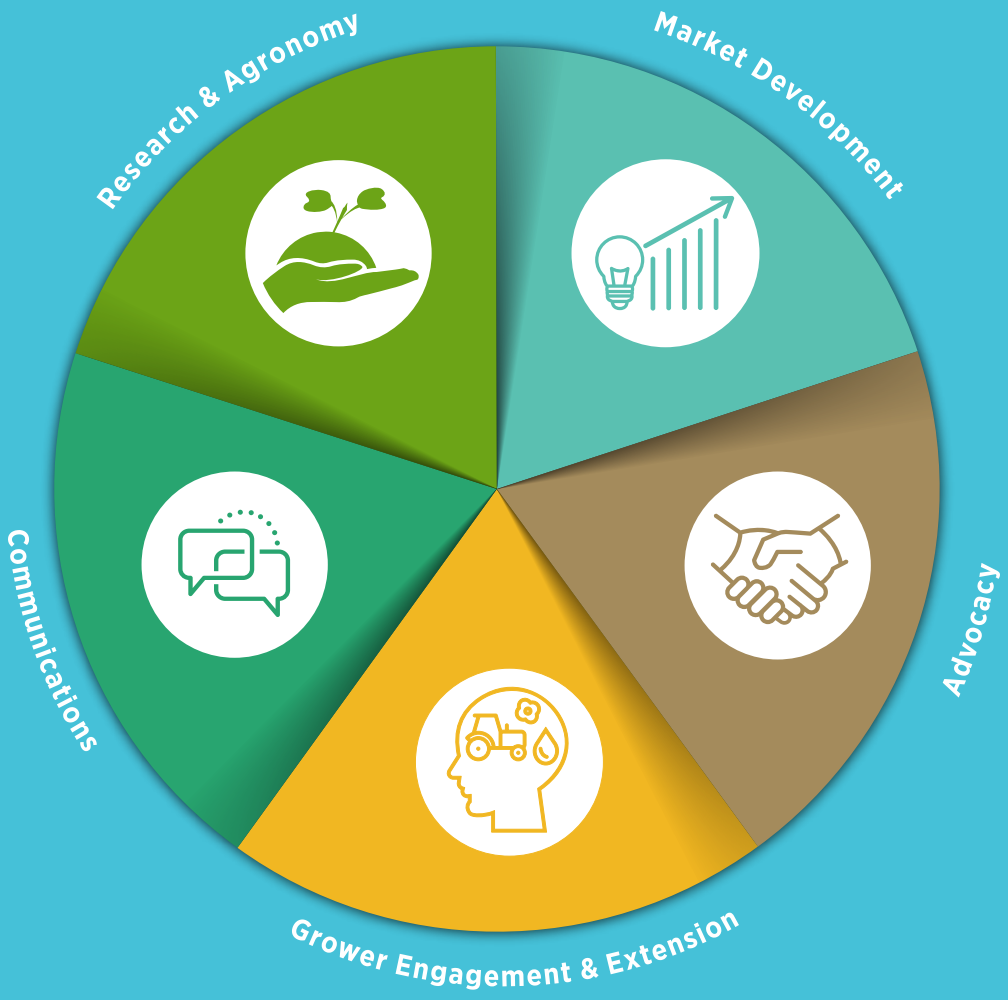 Research & Agronomy
Market Development
Advocacy
Grower Engagement & Extension
Communications